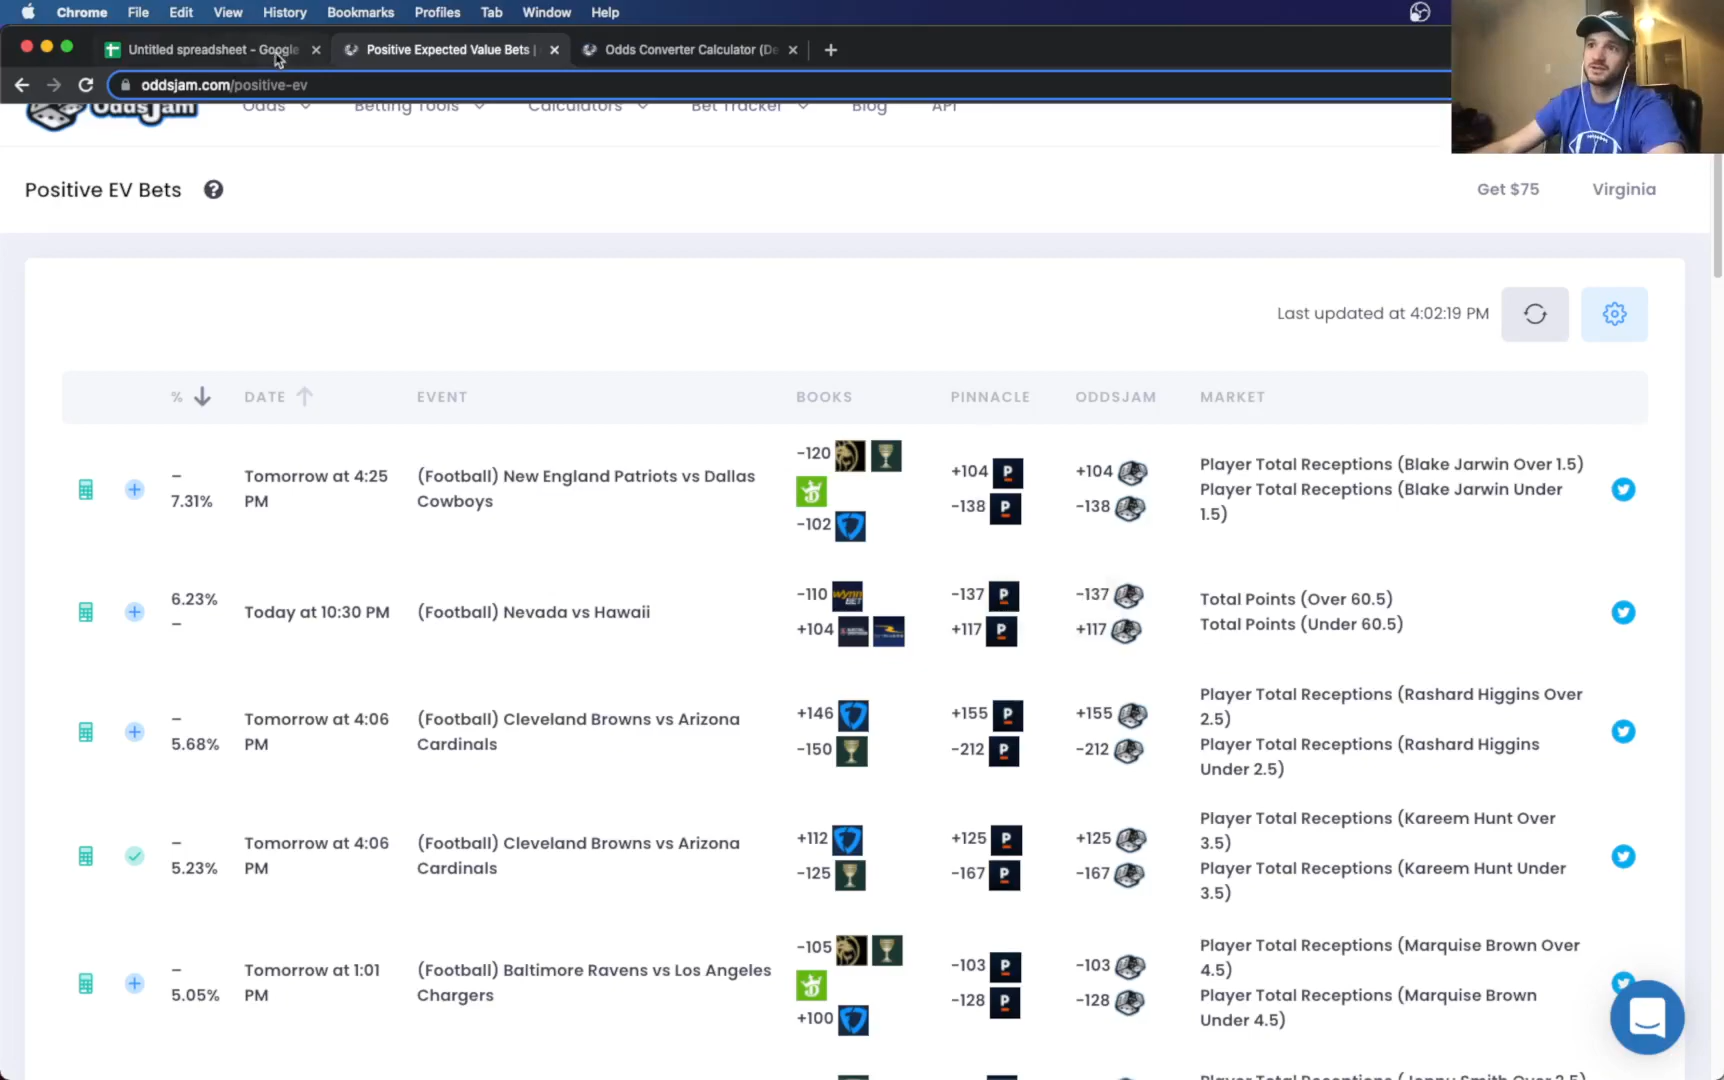 Chrome File Edit View History Bookmarks Profiles Tab Window Help
Untitled spreadsheet - Google
Positive Expected Value Bets |
Odds Converter Calculator (De
oddsjam.com/positive-ev
OddsJam Odds Betting Tools Calculators Bet Tracker Blog API
Positive EV Bets ?
Get $75 Virginia
Last updated at 4:02:19 PM
% DATE EVENT BOOKS PINNACLE ODDSJAM MARKET
–
7.31%
Tomorrow at 4:25
PM
(Football) New England Patriots vs Dallas
Cowboys
-120
-102
+104 P
-138 P
+104
-138
Player Total Receptions (Blake Jarwin Over 1.5)
Player Total Receptions (Blake Jarwin Under
1.5)
6.23%
–
Today at 10:30 PM
(Football) Nevada vs Hawaii
-110 WYNN BET
+104
-137 P
+117 P
-137
+117
Total Points (Over 60.5)
Total Points (Under 60.5)
–
5.68%
Tomorrow at 4:06
PM
(Football) Cleveland Browns vs Arizona
Cardinals
+146
-150
+155 P
-212 P
+155
-212
Player Total Receptions (Rashard Higgins Over
2.5)
Player Total Receptions (Rashard Higgins
Under 2.5)
–
5.23%
Tomorrow at 4:06
PM
(Football) Cleveland Browns vs Arizona
Cardinals
+112
-125
+125 P
-167 P
+125
-167
Player Total Receptions (Kareem Hunt Over
3.5)
Player Total Receptions (Kareem Hunt Under
3.5)
–
5.05%
Tomorrow at 1:01
PM
(Football) Baltimore Ravens vs Los Angeles
Chargers
-105
+100
-103 P
-128 P
-103
-128
Player Total Receptions (Marquise Brown Over
4.5)
Player Total Receptions (Marquise Brown
Under 4.5)